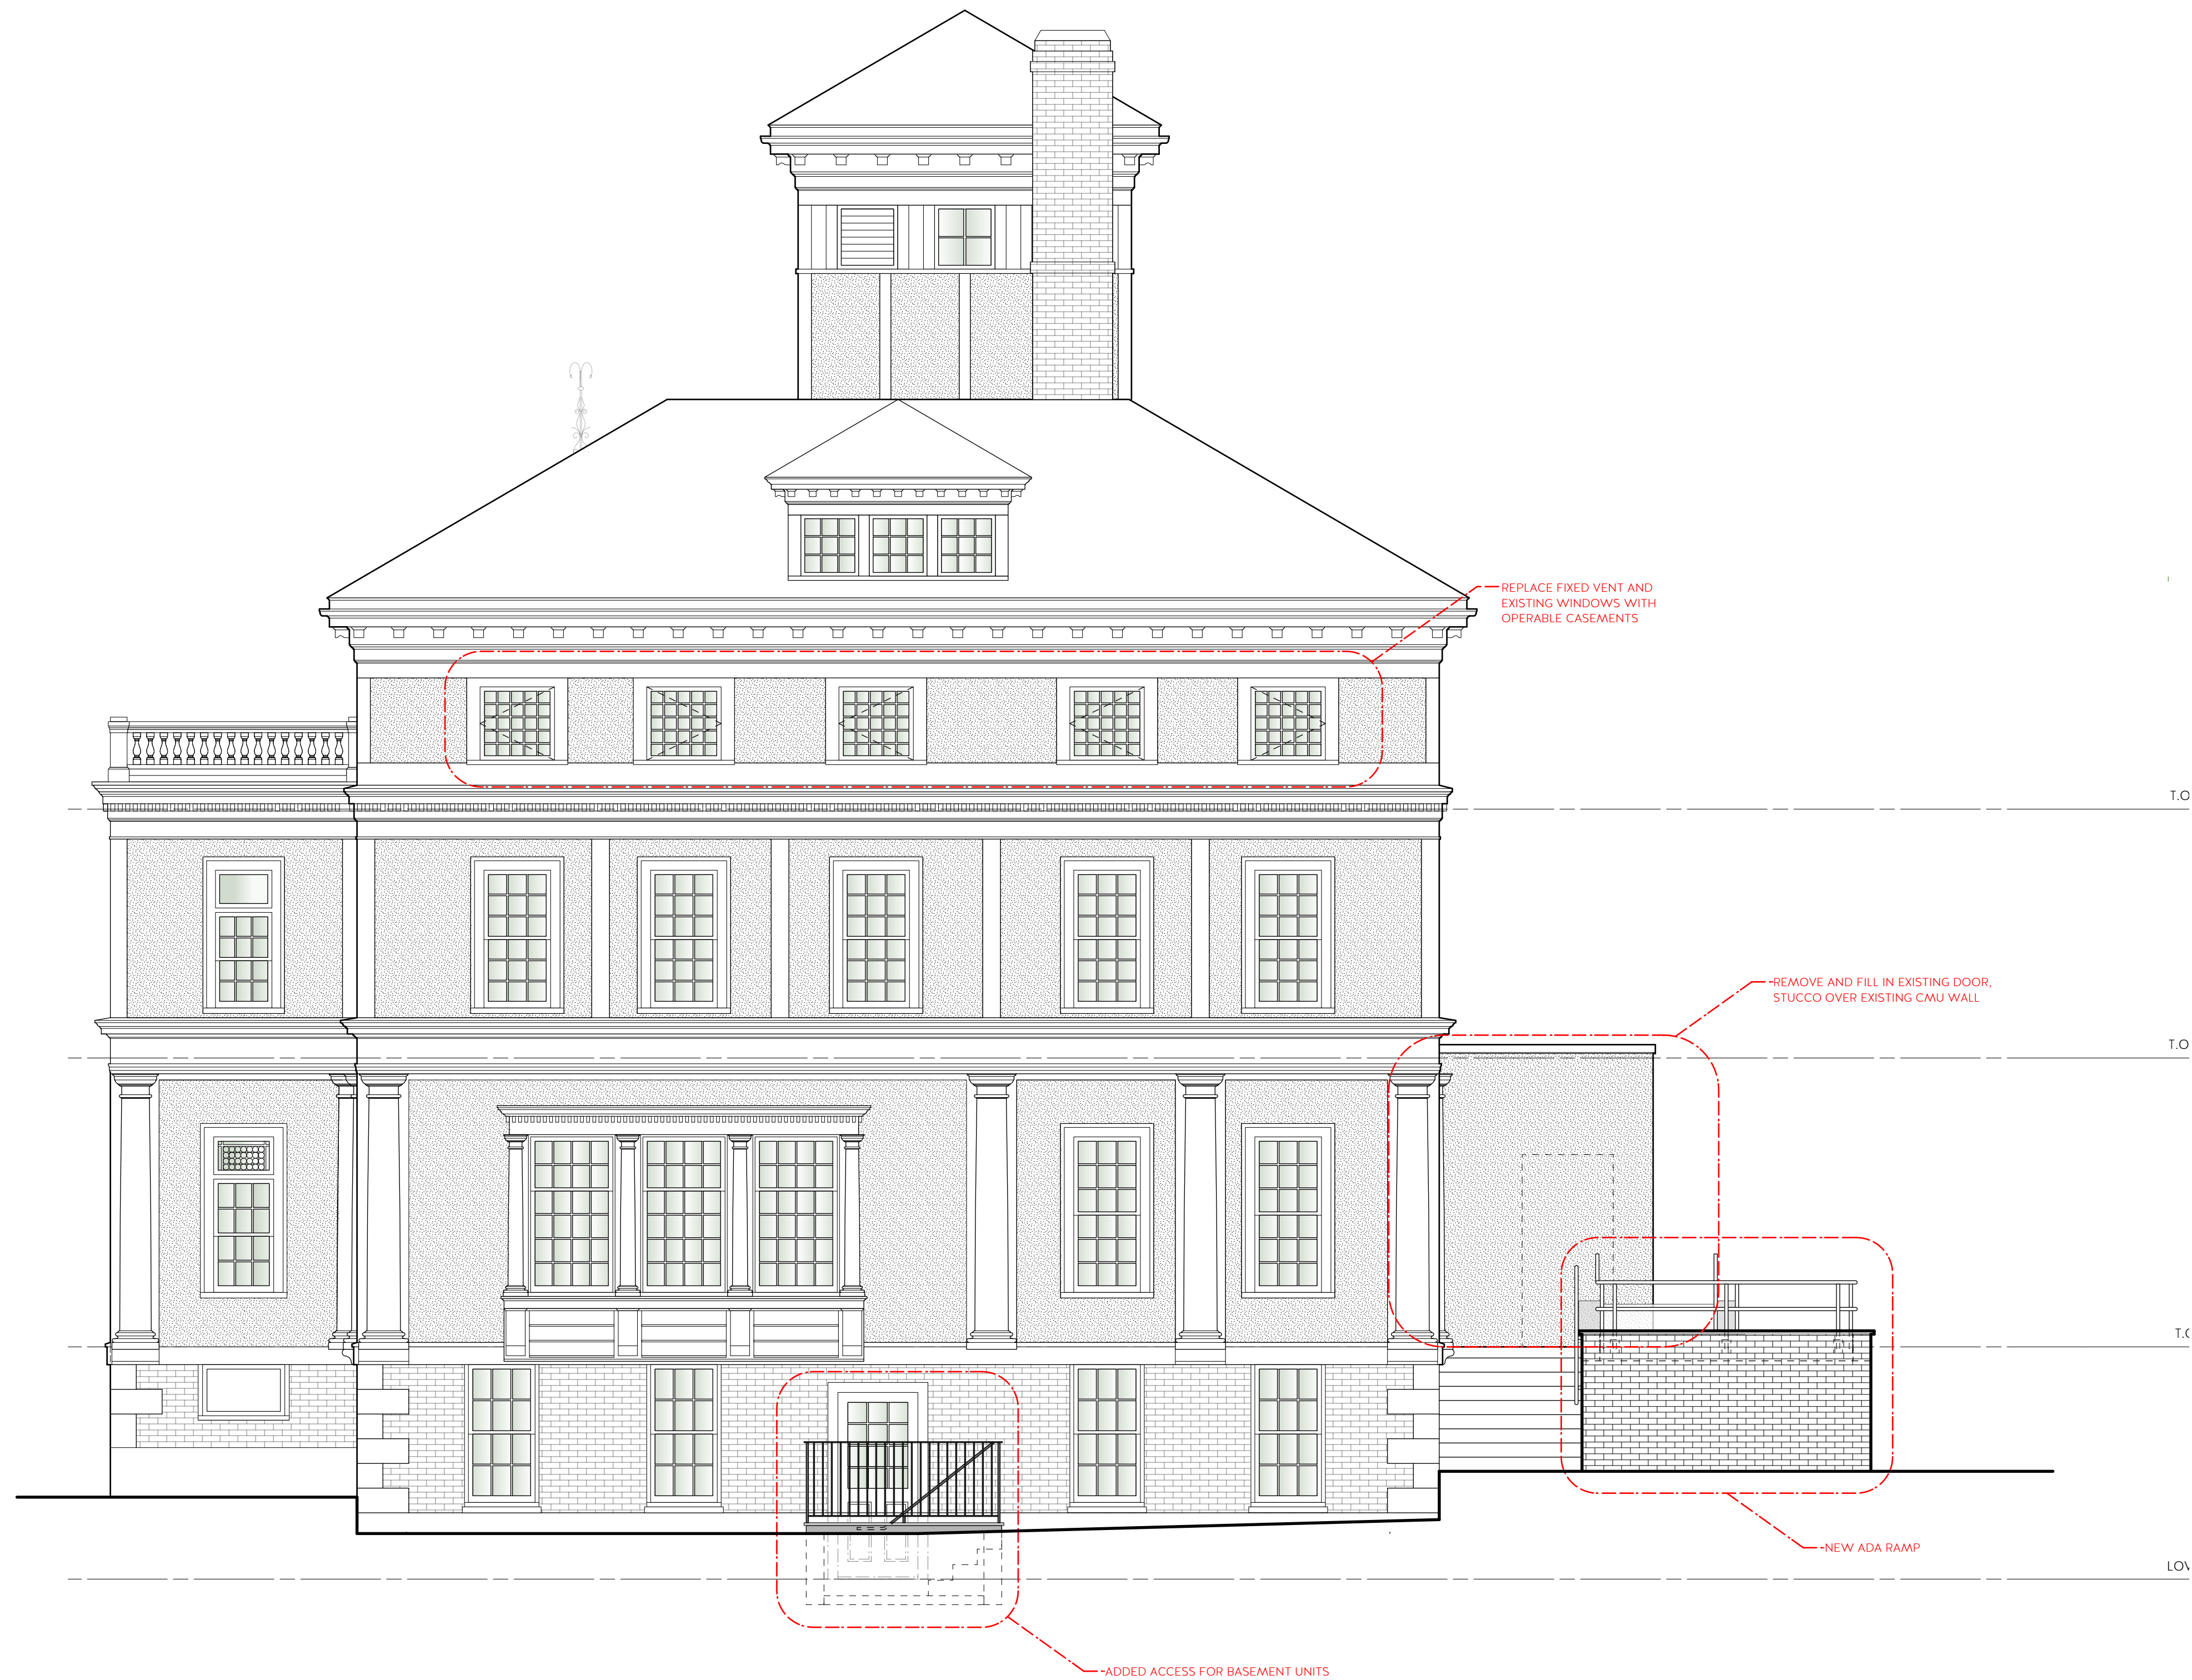 REPLACE FIXED VENT AND
EXISTING WINDOWS WITH
OPERABLE CASEMENTS
T.O
REMOVE AND FILL IN EXISTING DOOR,
STUCCO OVER EXISTING CMU WALL
T.O
T.O
NEW ADA RAMP
LOV
ADDED ACCESS FOR BASEMENT UNITS